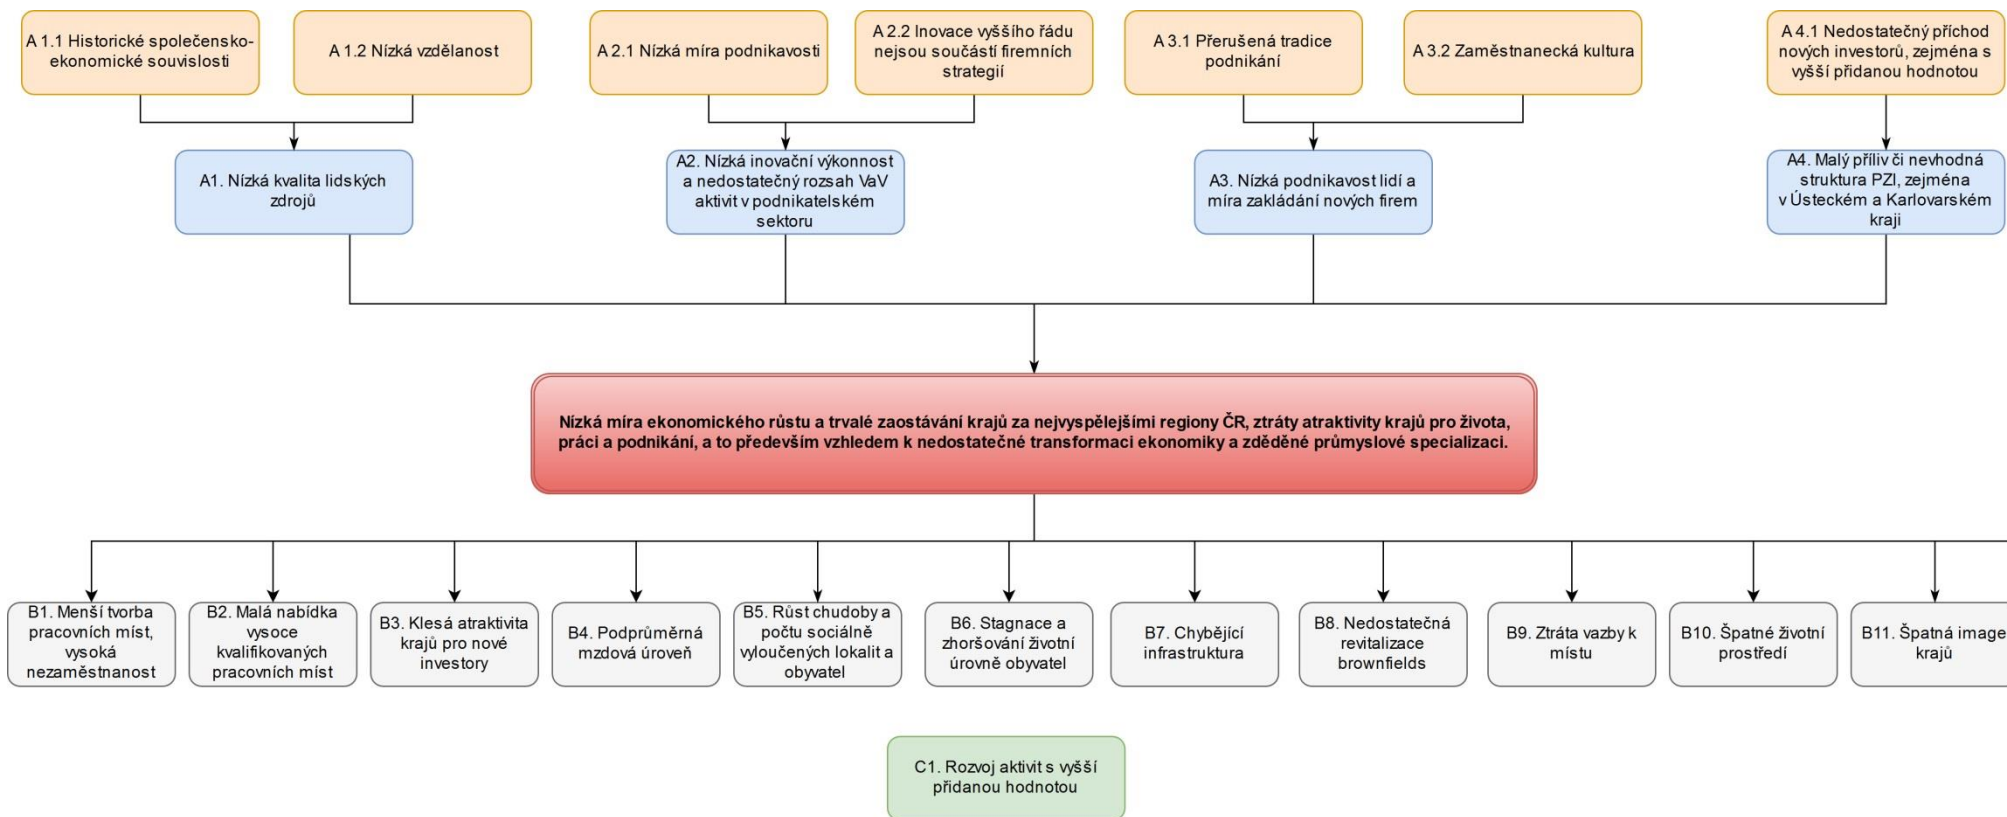 A 1.1 Historické společensko-
ekonomické souvislosti
A 1.2 Nízká vzdělanost
A 2.1 Nízká míra podnikavosti
A 2.2 Inovace vyššího řádu
nejsou součástí firemních
strategií
A 3.1 Přerušená tradice
podnikání
A 3.2 Zaměstnanecká kultura
A 4.1 Nedostatečný příchod
nových investorů, zejména s
vyšší přidanou hodnotou
A1. Nízká kvalita lidských
zdrojů
A2. Nízká inovační výkonnost
a nedostatečný rozsah VaV
aktivit v podnikatelském
sektoru
A3. Nízká podnikavost lidí a
míra zakládání nových firem
A4. Malý příliv či nevhodná
struktura PZI, zejména
v Ústeckém a Karlovarském
kraji
Nízká míra ekonomického růstu a trvalé zaostávání krajů za nejvyspělejšími regiony ČR, ztráty atraktivity krajů pro života,
práci a podnikání, a to především vzhledem k nedostatečné transformaci ekonomiky a zděděné průmyslové specializaci.
B1. Menší tvorba
pracovních míst,
vysoká
nezaměstnanost
B2. Malá nabídka
vysoce
kvalifikovaných
pracovních míst
B3. Klesá atraktivita
krajů pro nové
investory
B4. Podprůměrná
mzdová úroveň
B5. Růst chudoby a
počtu sociálně
vyloučených lokalit a
obyvatel
B6. Stagnace a
zhoršování životní
úrovně obyvatel
B7. Chybějící
infrastruktura
B8. Nedostatečná
revitalizace
brownfields
B9. Ztráta vazby k
místu
B10. Špatné životní
prostředí
B11. Špatná image
krajů
C1. Rozvoj aktivit s vyšší
přidanou hodnotou